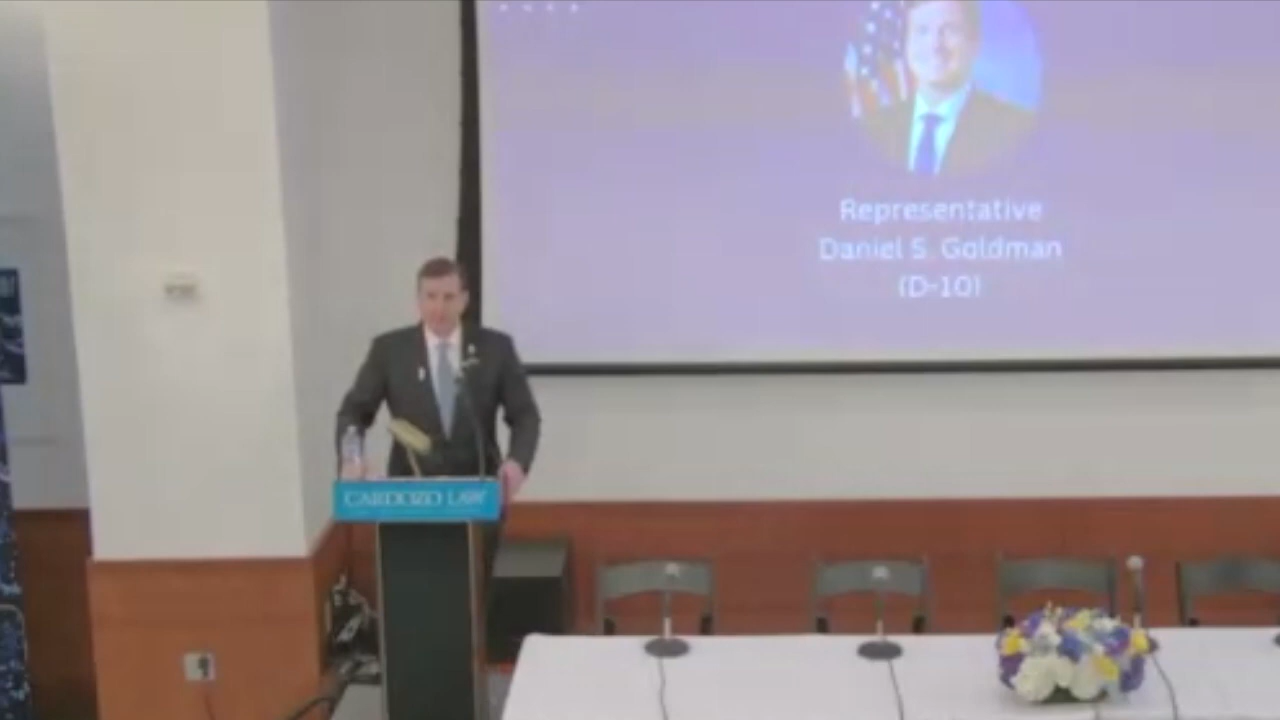 Representative
Daniel S. Goldman
(D-10)
CARDOZO LAW